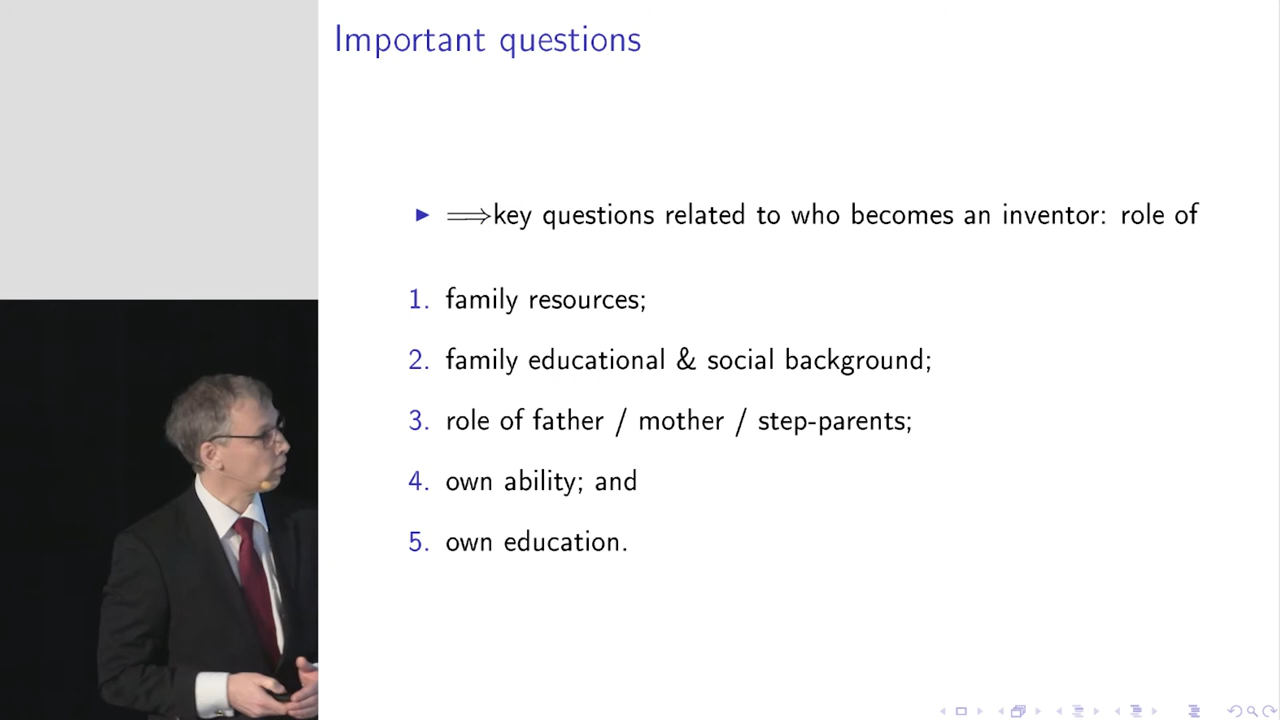 Important questions
▶ ⟹key questions related to who becomes an inventor: role of
1. family resources;
2. family educational & social background;
3. role of father / mother / step-parents;
4. own ability; and
5. own education.